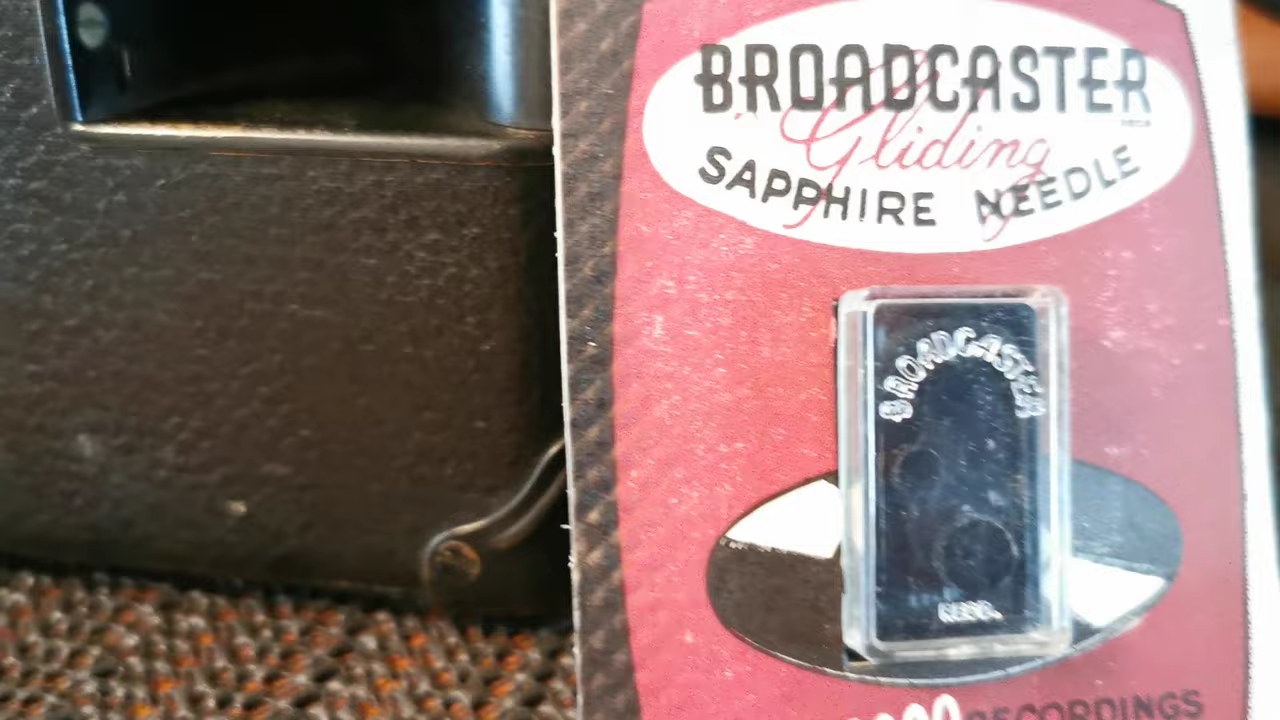 BROADCASTER
Gliding
SAPPHIRE NEEDLE
BROADCASTER
RECORDINGS